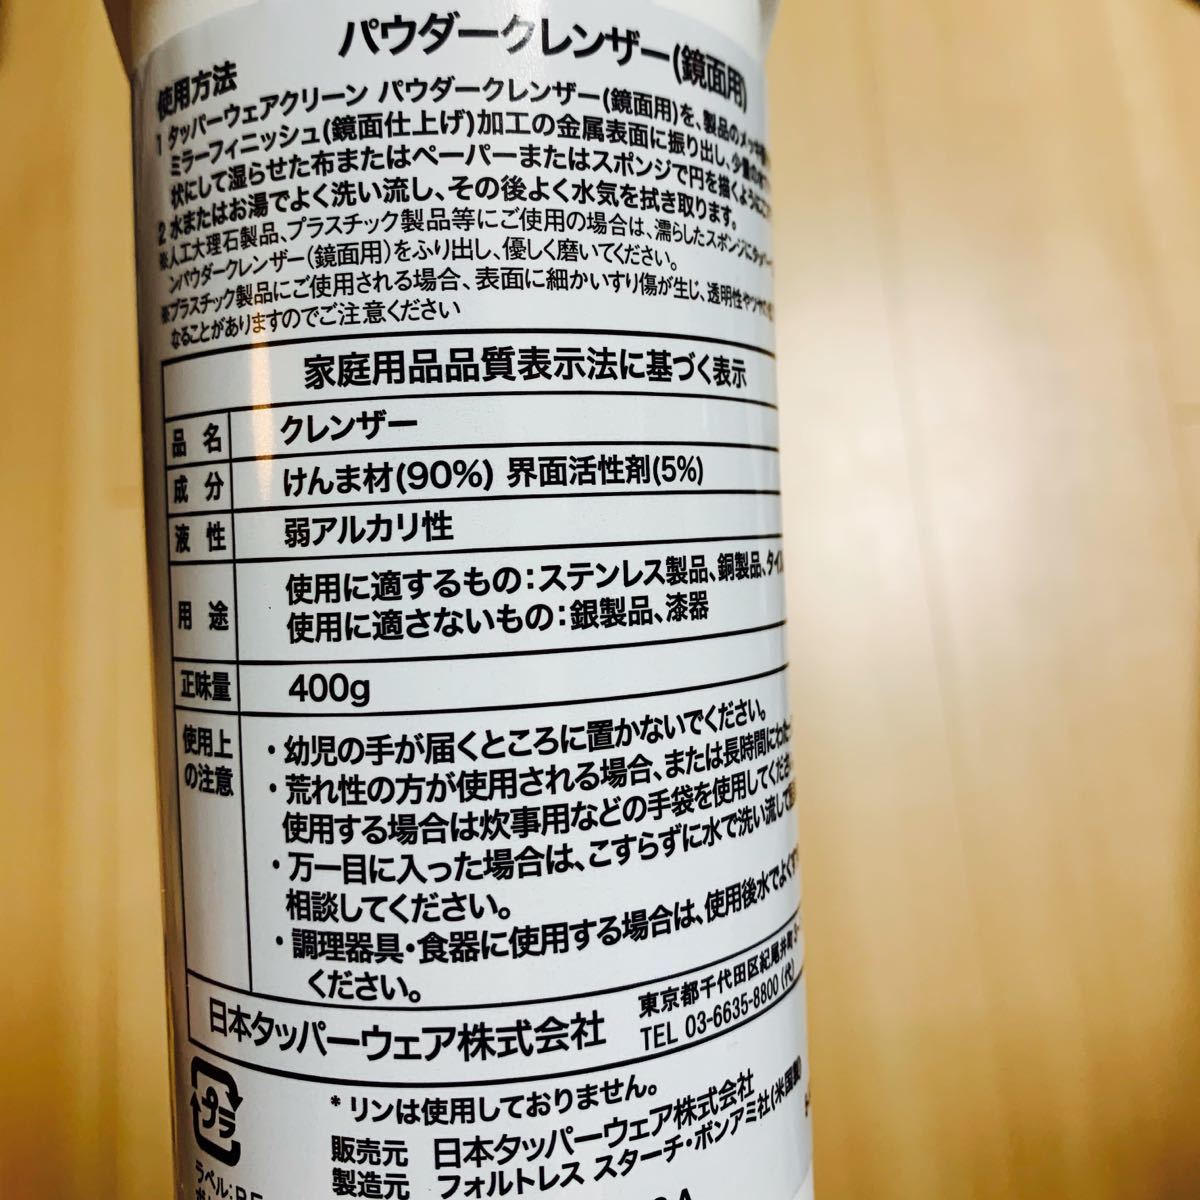 パウダークレンザー(鏡面用)
使用方法
1 タッパーウェアクリーン パウダークレンザー(鏡面用)を、製品のメッキ
ミラーフィニッシュ(鏡面仕上げ)加工の金属表面に振り出し、少量の
状にして湿らせた布またはペーパーまたはスポンジで円を描くように
2 水またはお湯でよく洗い流し、その後よく水気を拭き取ります。
※人工大理石製品、プラスチック製品等にご使用の場合は、濡らしたスポンジに
ンパウダークレンザー(鏡面用)をふり出し、優しく磨いてください。
※プラスチック製品にご使用される場合、表面に細かいすり傷が生じ、透明性や
なることがありますのでご注意ください
家庭用品品質表示法に基づく表示
品名 クレンザー
成分 けんま材(90%) 界面活性剤(5%)
液性 弱アルカリ性
用途 使用に適するもの：ステンレス製品、銅製品、タイル
使用に適さないもの：銀製品、漆器
正味量 400g
使用上の注意
・幼児の手が届くところに置かないでください。
・荒れ性の方が使用される場合、または長時間にわた
使用する場合は炊事用などの手袋を使用してくださ
・万一目に入った場合は、こすらずに水で洗い流して
相談してください。
・調理器具・食器に使用する場合は、使用後水でよく
ください。
日本タッパーウェア株式会社
東京都千代田区紀尾井町3-
TEL 03-6635-8800 (代)
プラ
* リンは使用しておりません。
販売元 日本タッパーウェア株式会社
製造元 フォルトレス スターチ・ボンアミ社(米国製)
ラベル:P.E